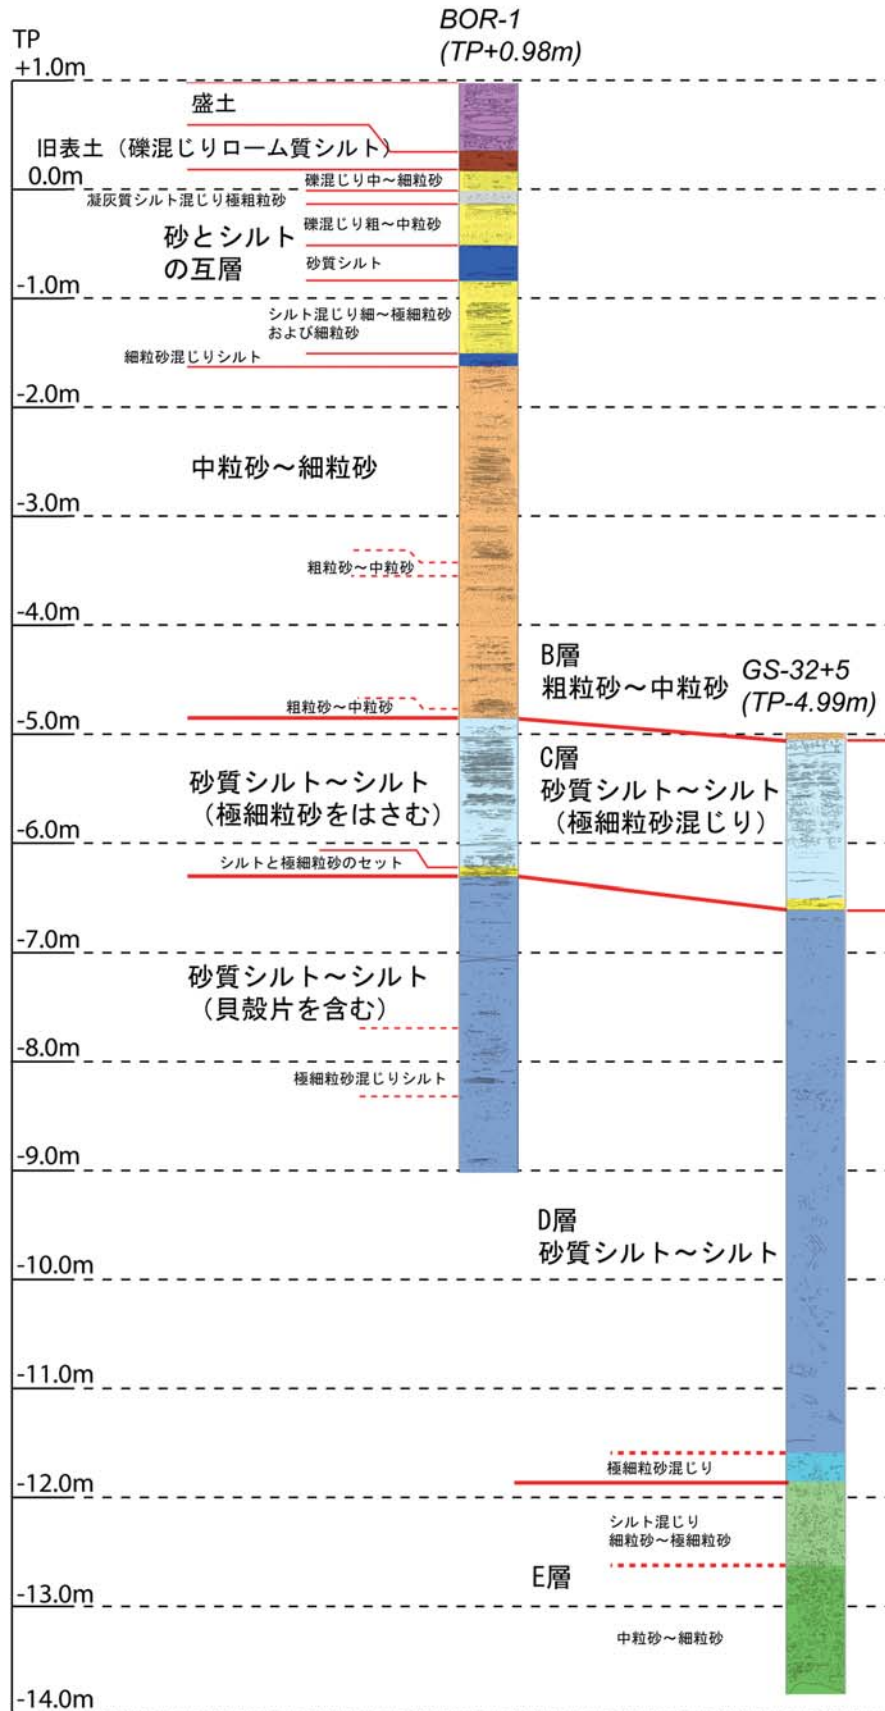 BOR-1
(TP+0.98m)
TP
+1.0m
盛土
旧表土（礫混じりローム質シルト）
0.0m
礫混じり中～細粒砂
凝灰質シルト混じり極粗粒砂
礫混じり粗～中粒砂
砂とシルト
の互層
砂質シルト
-1.0m
シルト混じり細～極細粒砂
および細粒砂
細粒砂混じりシルト
-2.0m
中粒砂～細粒砂
-3.0m
粗粒砂～中粒砂
-4.0m
B層
粗粒砂～中粒砂
GS-32+5
(TP-4.99m)
粗粒砂～中粒砂
-5.0m
砂質シルト～シルト
（極細粒砂をはさむ）
C層
砂質シルト～シルト
（極細粒砂混じり）
-6.0m
シルトと極細粒砂のセット
-7.0m
砂質シルト～シルト
（貝殻片を含む）
-8.0m
極細粒砂混じりシルト
-9.0m
D層
砂質シルト～シルト
-10.0m
-11.0m
極細粒砂混じり
-12.0m
シルト混じり
細粒砂～極細粒砂
E層
-13.0m
中粒砂～細粒砂
-14.0m